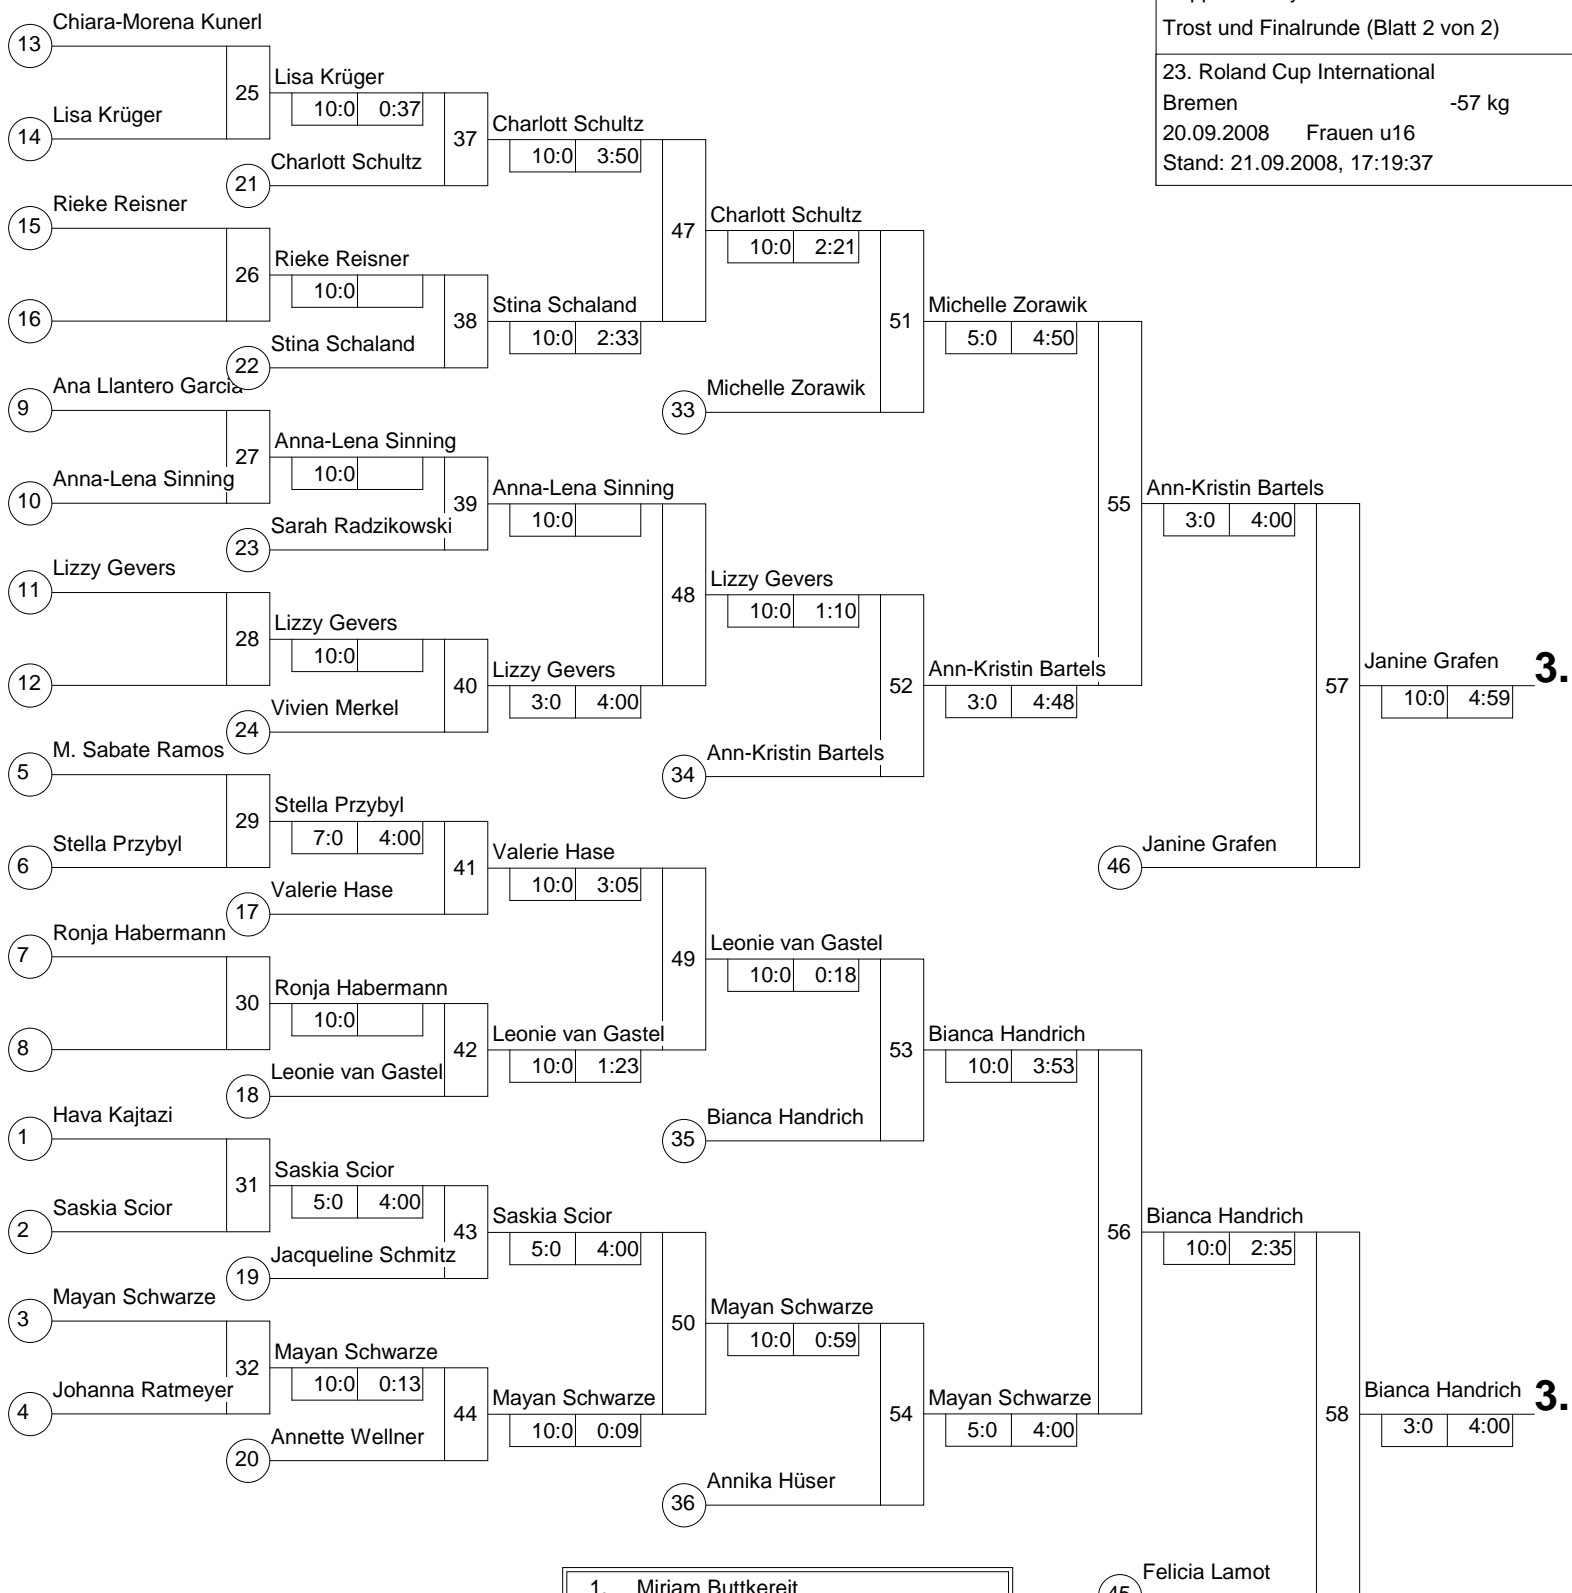 Trost und Finalrunde (Blatt 2 von 2)
23. Roland Cup International
Bremen -57 kg
20.09.2008 Frauen u16
Stand: 21.09.2008, 17:19:37
13 Chiara-Morena Kunerl
14 Lisa Krüger
15 Rieke Reisner
16
9 Ana Llantero Garcia
10 Anna-Lena Sinning
11 Lizzy Gevers
12
5 M. Sabate Ramos
6 Stella Przybyl
7 Ronja Habermann
8
1 Hava Kajtazi
2 Saskia Scior
3 Mayan Schwarze
4 Johanna Ratmeyer
25 Lisa Krüger
10:0 0:37
21 Charlott Schultz
26 Rieke Reisner
10:0
22 Stina Schaland
27 Anna-Lena Sinning
10:0
23 Sarah Radzikowski
28 Lizzy Gevers
10:0
24 Vivien Merkel
29 Stella Przybyl
7:0 4:00
17 Valerie Hase
30 Ronja Habermann
10:0
18 Leonie van Gastel
31 Saskia Scior
5:0 4:00
19 Jacqueline Schmitz
32 Mayan Schwarze
10:0 0:13
20 Annette Wellner
37 Charlott Schultz
10:0 3:50
38 Stina Schaland
10:0 2:33
39 Anna-Lena Sinning
10:0
40 Lizzy Gevers
3:0 4:00
41 Valerie Hase
10:0 3:05
42 Leonie van Gastel
10:0 1:23
43 Saskia Scior
5:0 4:00
44 Mayan Schwarze
10:0 0:09
47 Charlott Schultz
10:0 2:21
33 Michelle Zorawik
48 Lizzy Gevers
10:0 1:10
34 Ann-Kristin Bartels
49 Leonie van Gastel
10:0 0:18
35 Bianca Handrich
50 Mayan Schwarze
10:0 0:59
36 Annika Hüser
51 Michelle Zorawik
5:0 4:50
52 Ann-Kristin Bartels
3:0 4:48
53 Bianca Handrich
10:0 3:53
54 Mayan Schwarze
5:0 4:00
55 Ann-Kristin Bartels
3:0 4:00
46 Janine Grafen
56 Bianca Handrich
10:0 2:35
45 Felicia Lamot
57 Janine Grafen 3.
10:0 4:59
58 Bianca Handrich 3.
3:0 4:00
1. Miriam Buttkereit